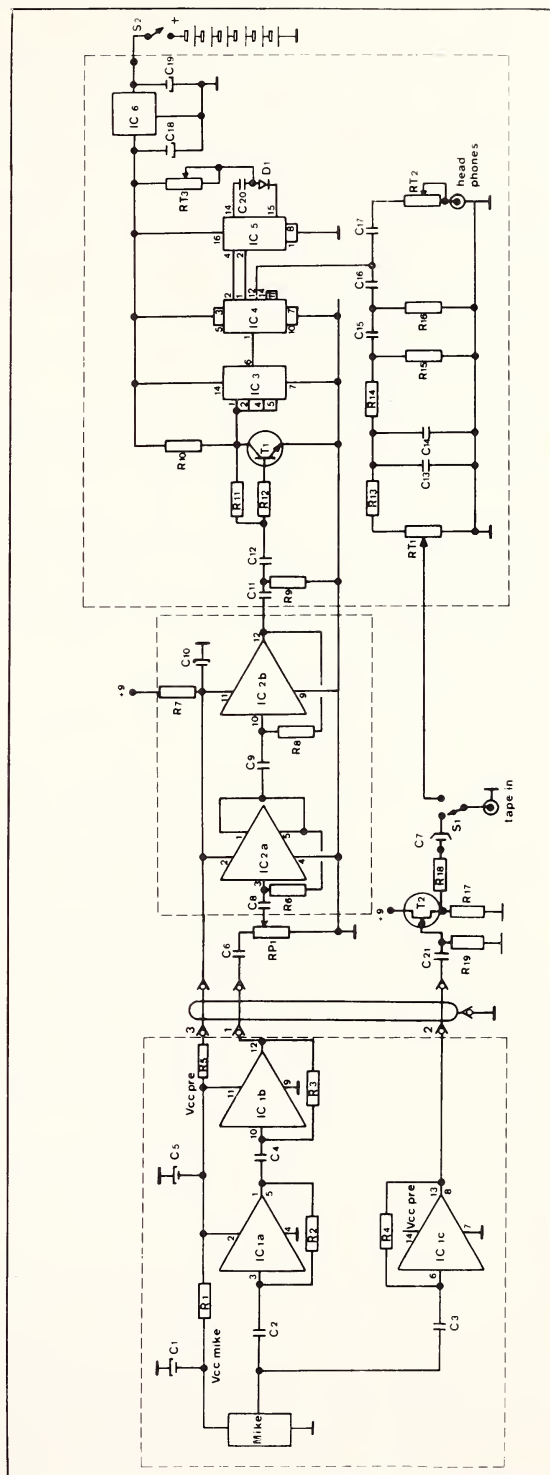 C1
C5
Vcc mike
Vcc pre
R1
R5
3
Mike
C2
3
2
IC 1a
4
1
5
R2
C4
10
11
IC 1b
9
12
R3
1
C3
6
R4
14
Vcc pre
IC 1c
7
13
8
2
C6
RP1
C8
R6
3
2
IC 2a
4
1
5
C9
+9
R7
C10
10
11
IC 2b
9
12
R8
C21
R19
+9
T2
R17
R18
C7
S1
tape in
C11
R9
C12
R11
R12
R10
T1
14
1
2
4
5
IC 3
6
7
5
3
1
IC 4
2
1
12
14
11
10
7
16
4
2
IC 5
14
15
1
8
C20
D1
RT3
C18
IC 6
C19
S2
+
RT1
R13
C13
C14
R14
R15
C15
R16
C16
C17
RT2
head
phones